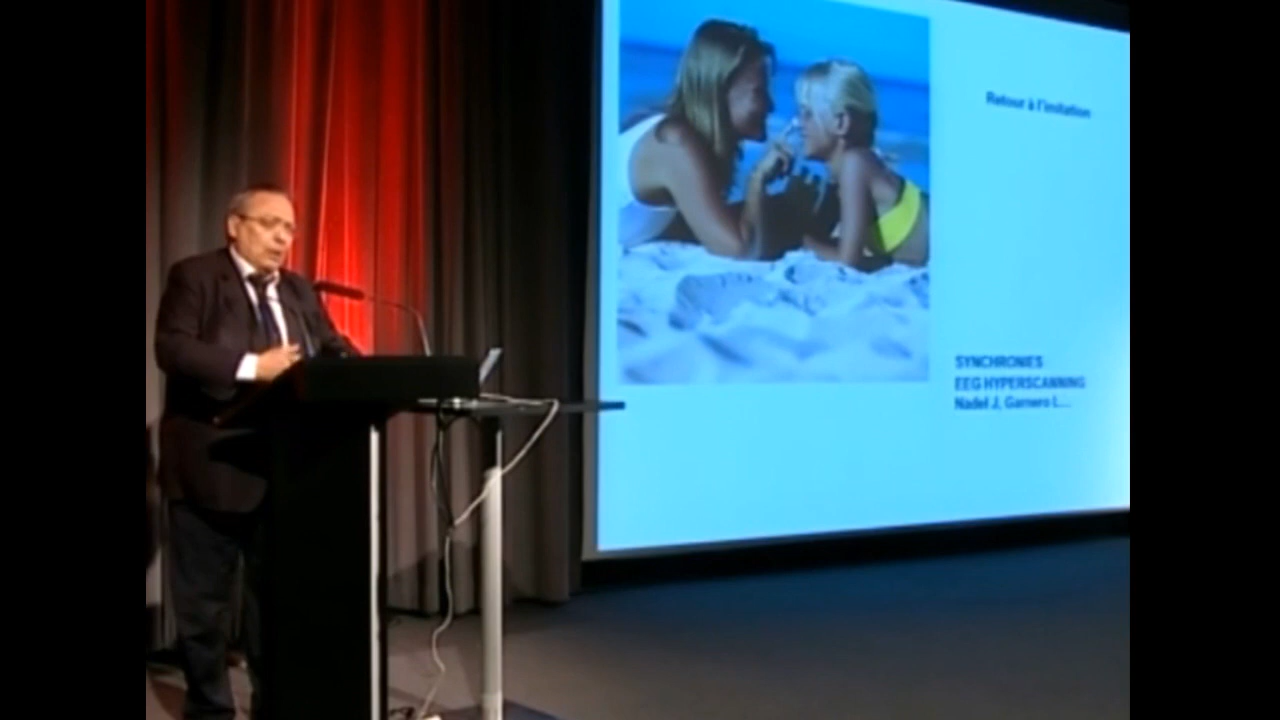 Retour à l'imitation
SYNCHRONIES
EEG HYPERSCANNING
Nadel J, Garnero L...